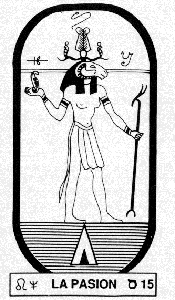 ♌ ♆ LA PASION ס 15